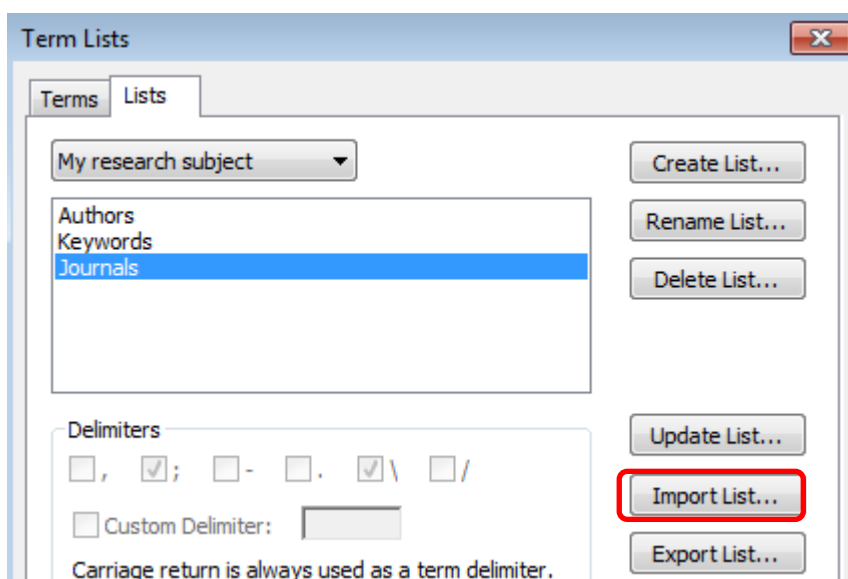 Term Lists
Terms Lists
My research subject
Create List...
Authors
Keywords
Journals
Rename List...
Delete List...
Delimiters
, ; - . \ /
Custom Delimiter:
Carriage return is always used as a term delimiter.
Update List...
Import List...
Export List...